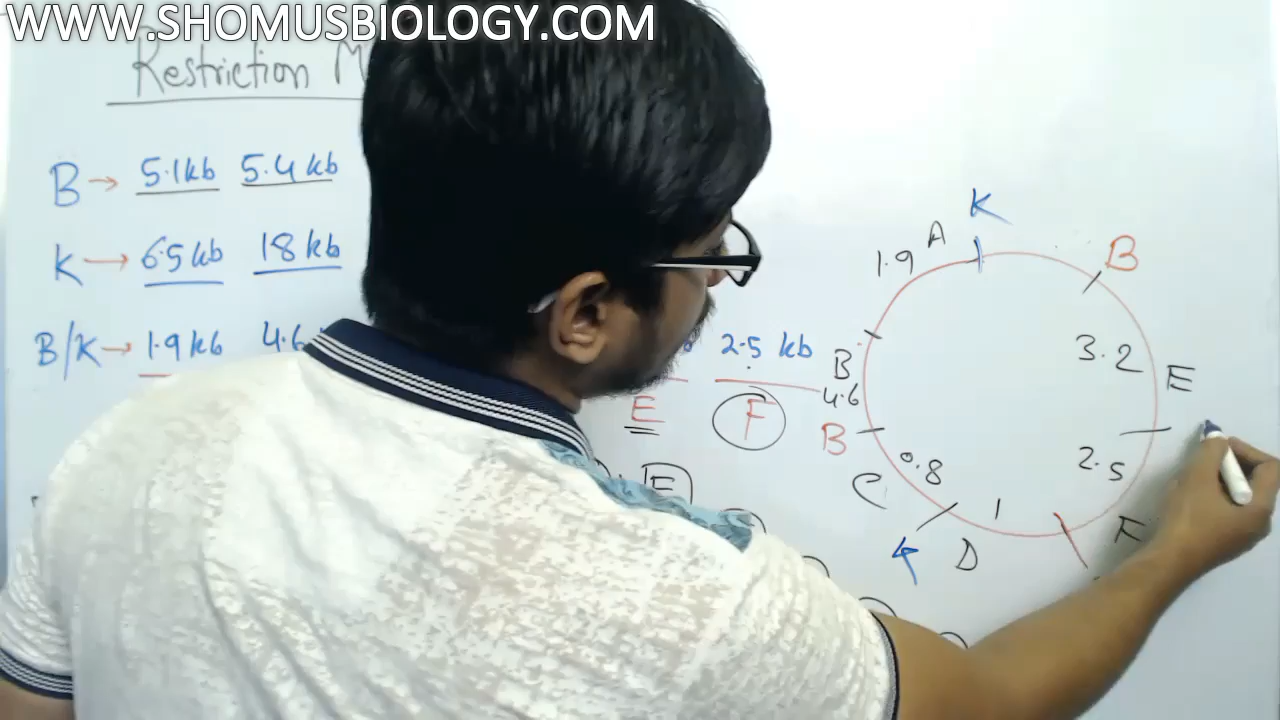 WWW.SHOMUSBIOLOGY.COM
Restriction M
B → 5.1kb 5.4 kb
K → 6.5 kb 18 kb
B/K → 1.9 kb 4.6 2.5 kb
E F
E
K
A
1.9
B
3.2
E
B
4.6
B
0.8
C
2.5
F
1
D
K